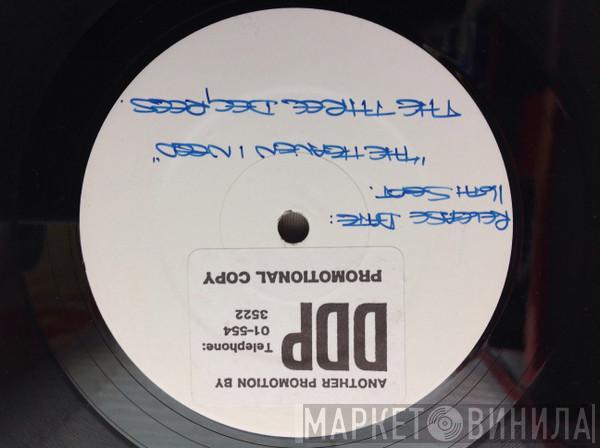 THE THREE DEGREES.
"THE HEAVEN I NEED"
RELEASE DATE:
16TH SEPT.
ANOTHER PROMOTION BY
DDP
Telephone:
01-554
3522
PROMOTIONAL COPY
МАРКЕТ ВИНИЛА